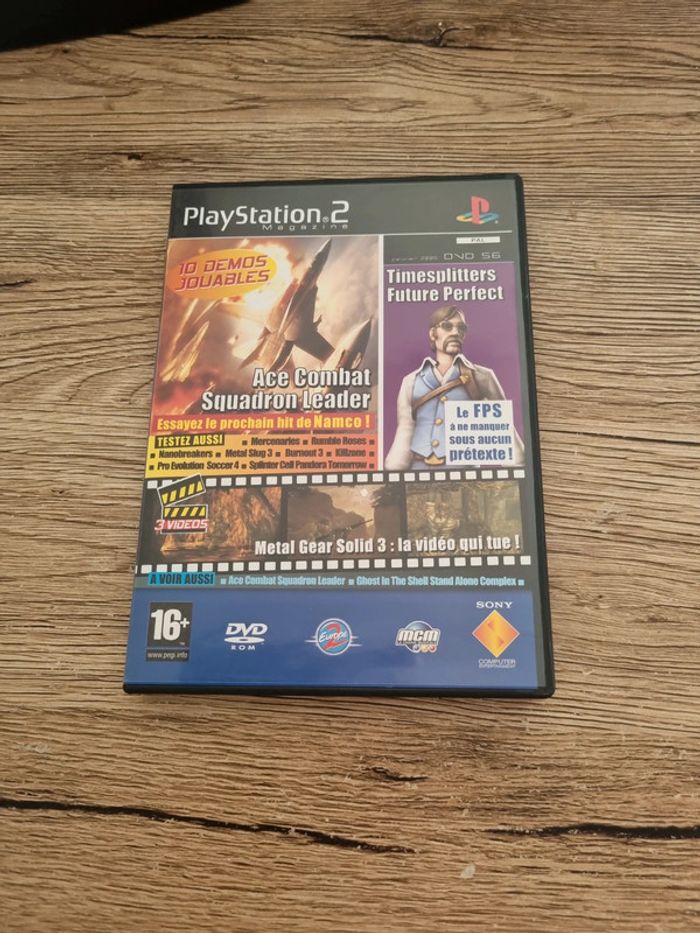 PlayStation®2
Magazine
PAL
janvier 2005 DVD 56
10 DEMOS
JOUABLES
Timesplitters
Future Perfect
Ace Combat
Squadron Leader
Essayez le prochain hit de Namco !
TESTEZ AUSSI ■ Mercenaries ■ Rumble Roses ■
■ Nanobreakers ■ Metal Slug 3 ■ Burnout 3 ■ Killzone ■
■ Pro Evolution Soccer 4 ■ Splinter Cell Pandora Tomorrow ■
Le FPS
à ne manquer
sous aucun
prétexte !
3 VIDEOS
Metal Gear Solid 3 : la vidéo qui tue !
A VOIR AUSSI ■ Ace Combat Squadron Leader ■ Ghost In The Shell Stand Alone Complex ■
16+
www.pegi.info
DVD
ROM
Europe 2
mcm
SONY
COMPUTER
ENTERTAINMENT